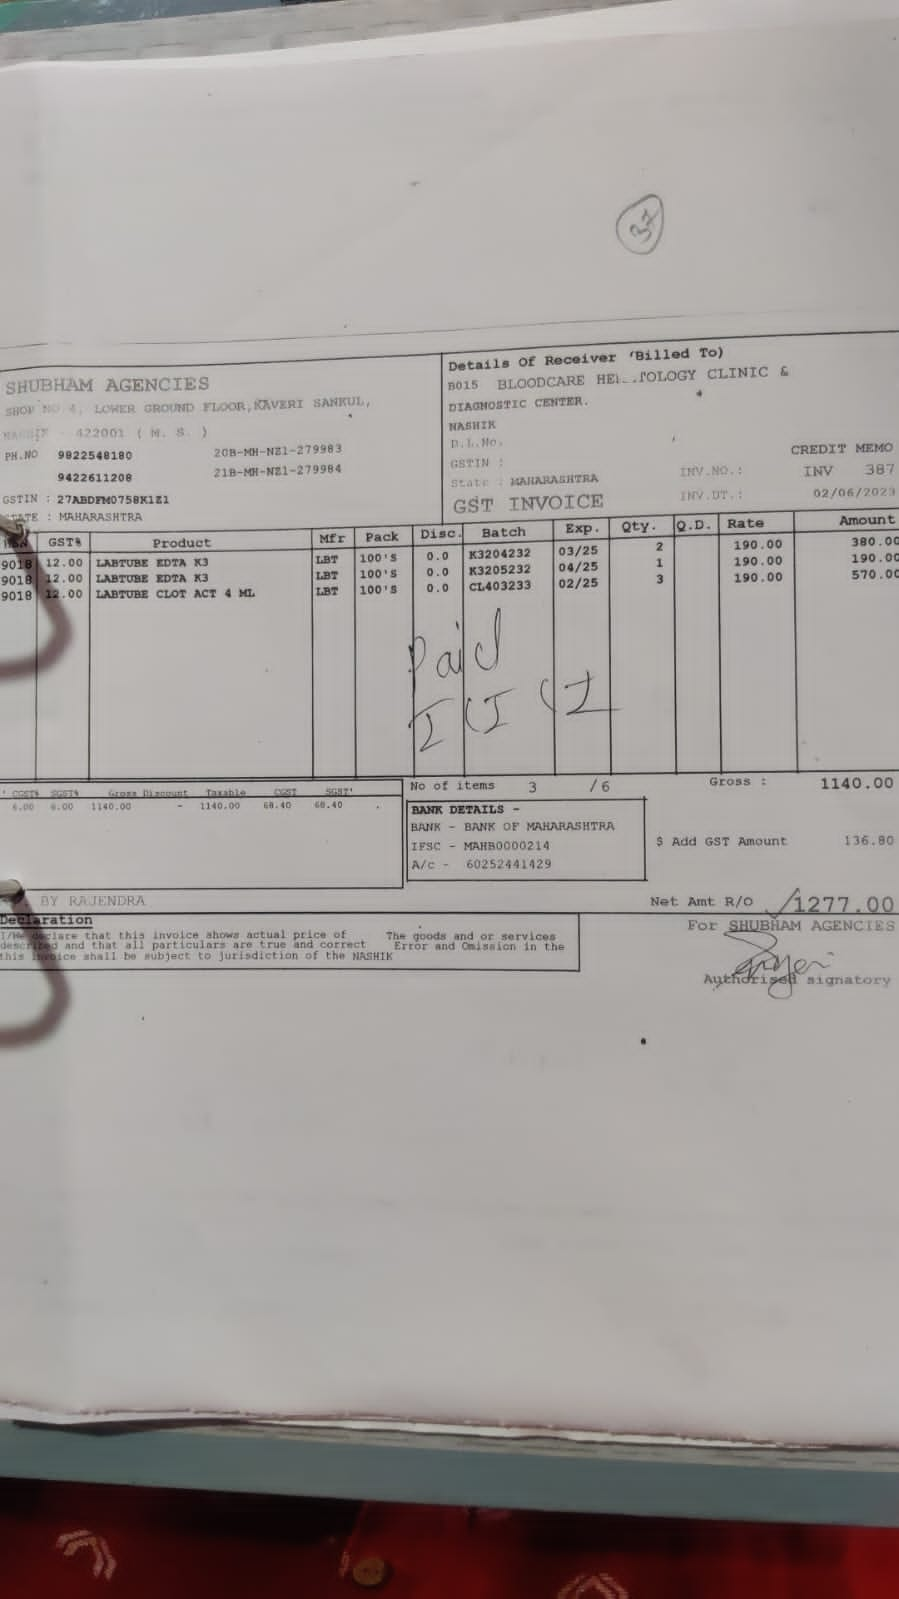 37
SHUBHAM AGENCIES
SHOP NO 4, LOWER GROUND FLOOR,KAVERI SANKUL,
NASHIK - 422001 ( M. S. )
PH.NO 9822548180 20B-MH-NZ1-279983
9422611208 21B-MH-NZ1-279984
GSTIN : 27ABDFM0758K1Z1
STATE : MAHARASHTRA
Details Of Receiver 'Billed To)
B015 BLOODCARE CLINIC &
DIAGNOSTIC CENTER.
NASHIK
D.L.No.
GSTIN :
State : MAHARASHTRA
GST INVOICE
CREDIT MEMO
INV.NO.: INV 387
INV.DT.: 02/06/2023
GST% Product Mfr Pack Disc. Batch Exp. Qty. Q.D. Rate Amount
9018 12.00 LABTUBE EDTA K3 LBT 100'S 0.0 K3204232 03/25 2 190.00 380.00
9018 12.00 LABTUBE EDTA K3 LBT 100'S 0.0 K3205232 04/25 1 190.00 190.00
9018 12.00 LABTUBE CLOT ACT 4 ML LBT 100'S 0.0 CL403233 02/25 3 190.00 570.00
Paid
No of items 3 /6 Gross : 1140.00
' CGST% SGST% Gross Discount Taxable CGST SGST'
6.00 6.00 1140.00 - 1140.00 68.40 68.40 .
BANK DETAILS -
BANK - BANK OF MAHARASHTRA
IFSC - MAHB0000214
A/c - 60252441429
$ Add GST Amount 136.80
BY RAJENDRA
Net Amt R/O 1277.00
Declaration
I/We declare that this invoice shows actual price of The goods and or services
described and that all particulars are true and correct Error and Omission in the
this invoice shall be subject to jurisdiction of the NASHIK
For SHUBHAM AGENCIES
Authorised signatory